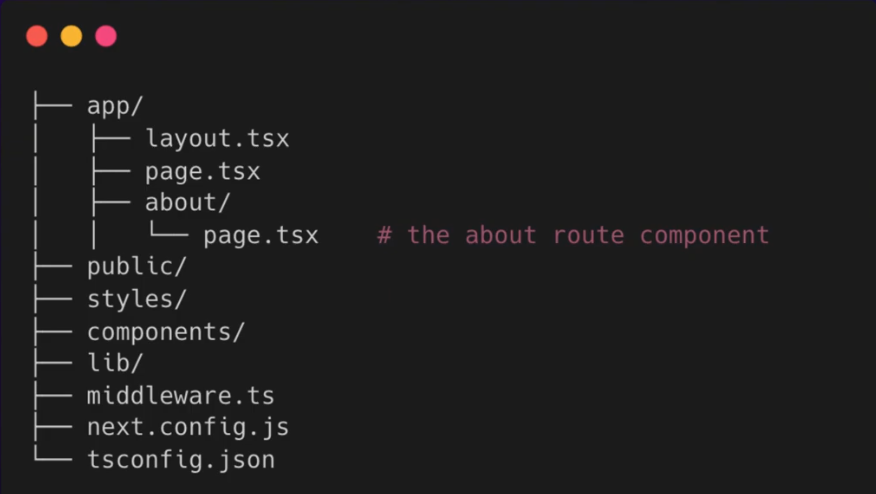 ├── app/
│   ├── layout.tsx
│   ├── page.tsx
│   ├── about/
│   │   └── page.tsx    # the about route component
├── public/
├── styles/
├── components/
├── lib/
├── middleware.ts
├── next.config.js
└── tsconfig.json